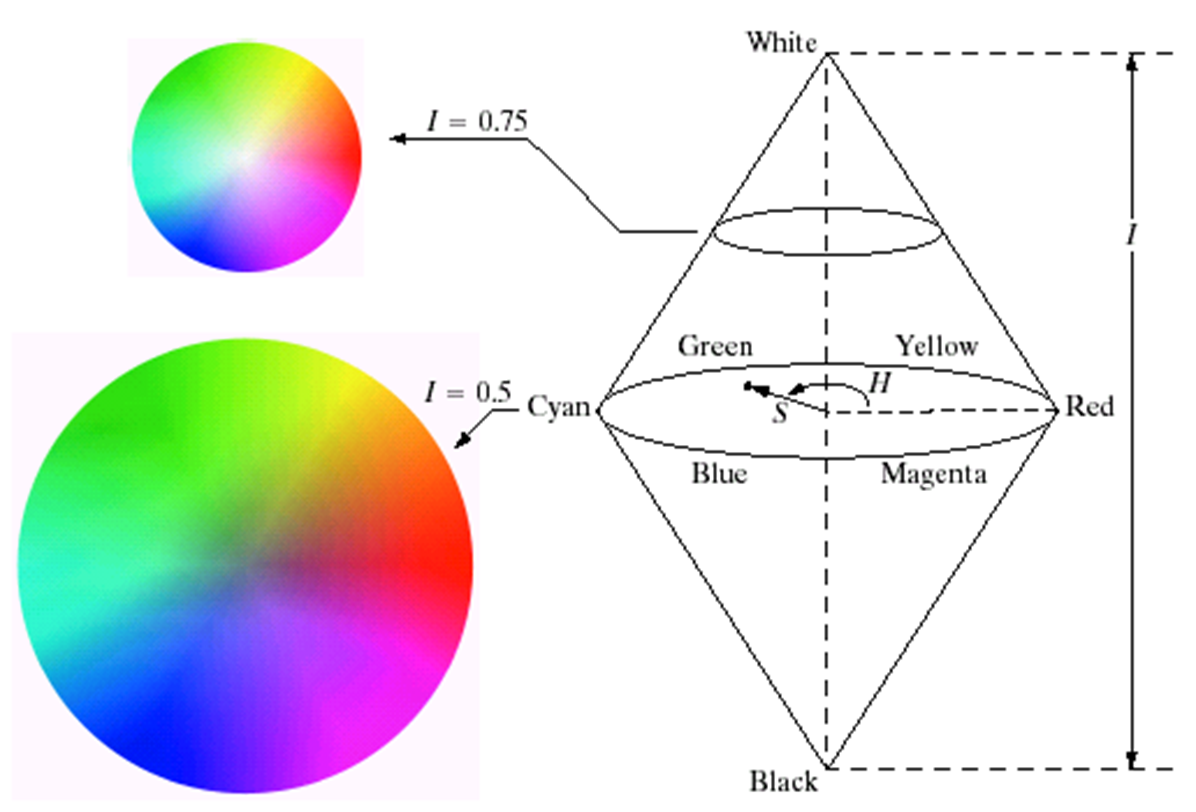 White
I = 0.75
I
Green
Yellow
I = 0.5
Cyan
H
S
Red
Blue
Magenta
Black